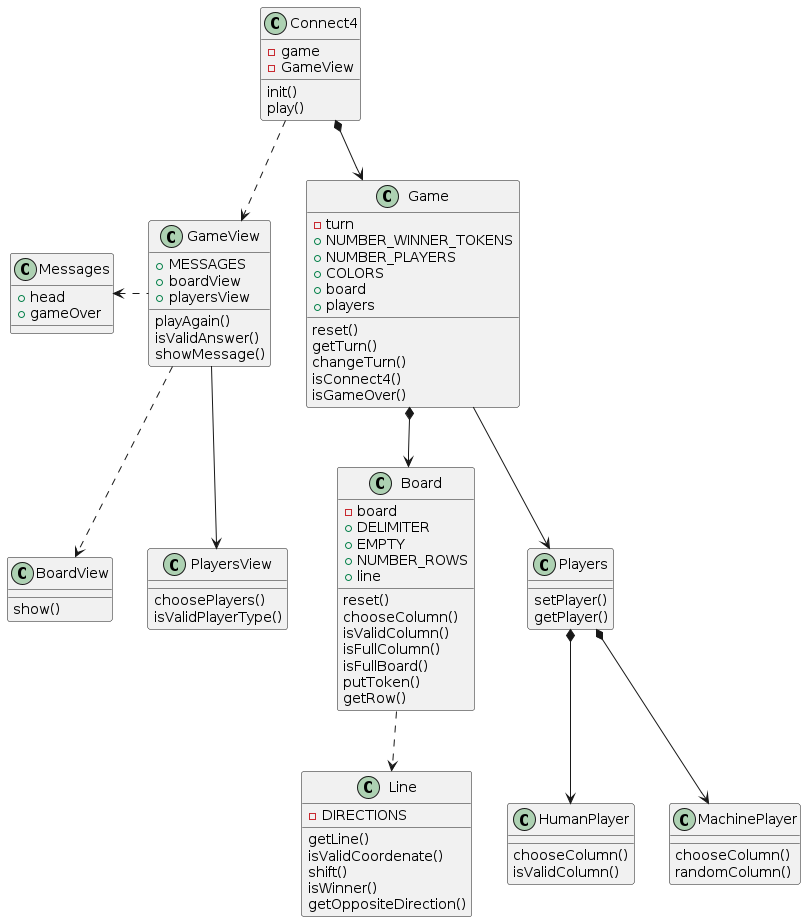 C Connect4
game
GameView
init()
play()
C Game
turn
NUMBER_WINNER_TOKENS
NUMBER_PLAYERS
COLORS
board
players
reset()
getTurn()
changeTurn()
isConnect4()
isGameOver()
C GameView
MESSAGES
boardView
playersView
playAgain()
isValidAnswer()
showMessage()
C Messages
head
gameOver
C Board
board
DELIMITER
EMPTY
NUMBER_ROWS
line
reset()
chooseColumn()
isValidColumn()
isFullColumn()
isFullBoard()
putToken()
getRow()
C BoardView
show()
C PlayersView
choosePlayers()
isValidPlayerType()
C Players
setPlayer()
getPlayer()
C Line
DIRECTIONS
getLine()
isValidCoordenate()
shift()
isWinner()
getOppositeDirection()
C HumanPlayer
chooseColumn()
isValidColumn()
C MachinePlayer
chooseColumn()
randomColumn()